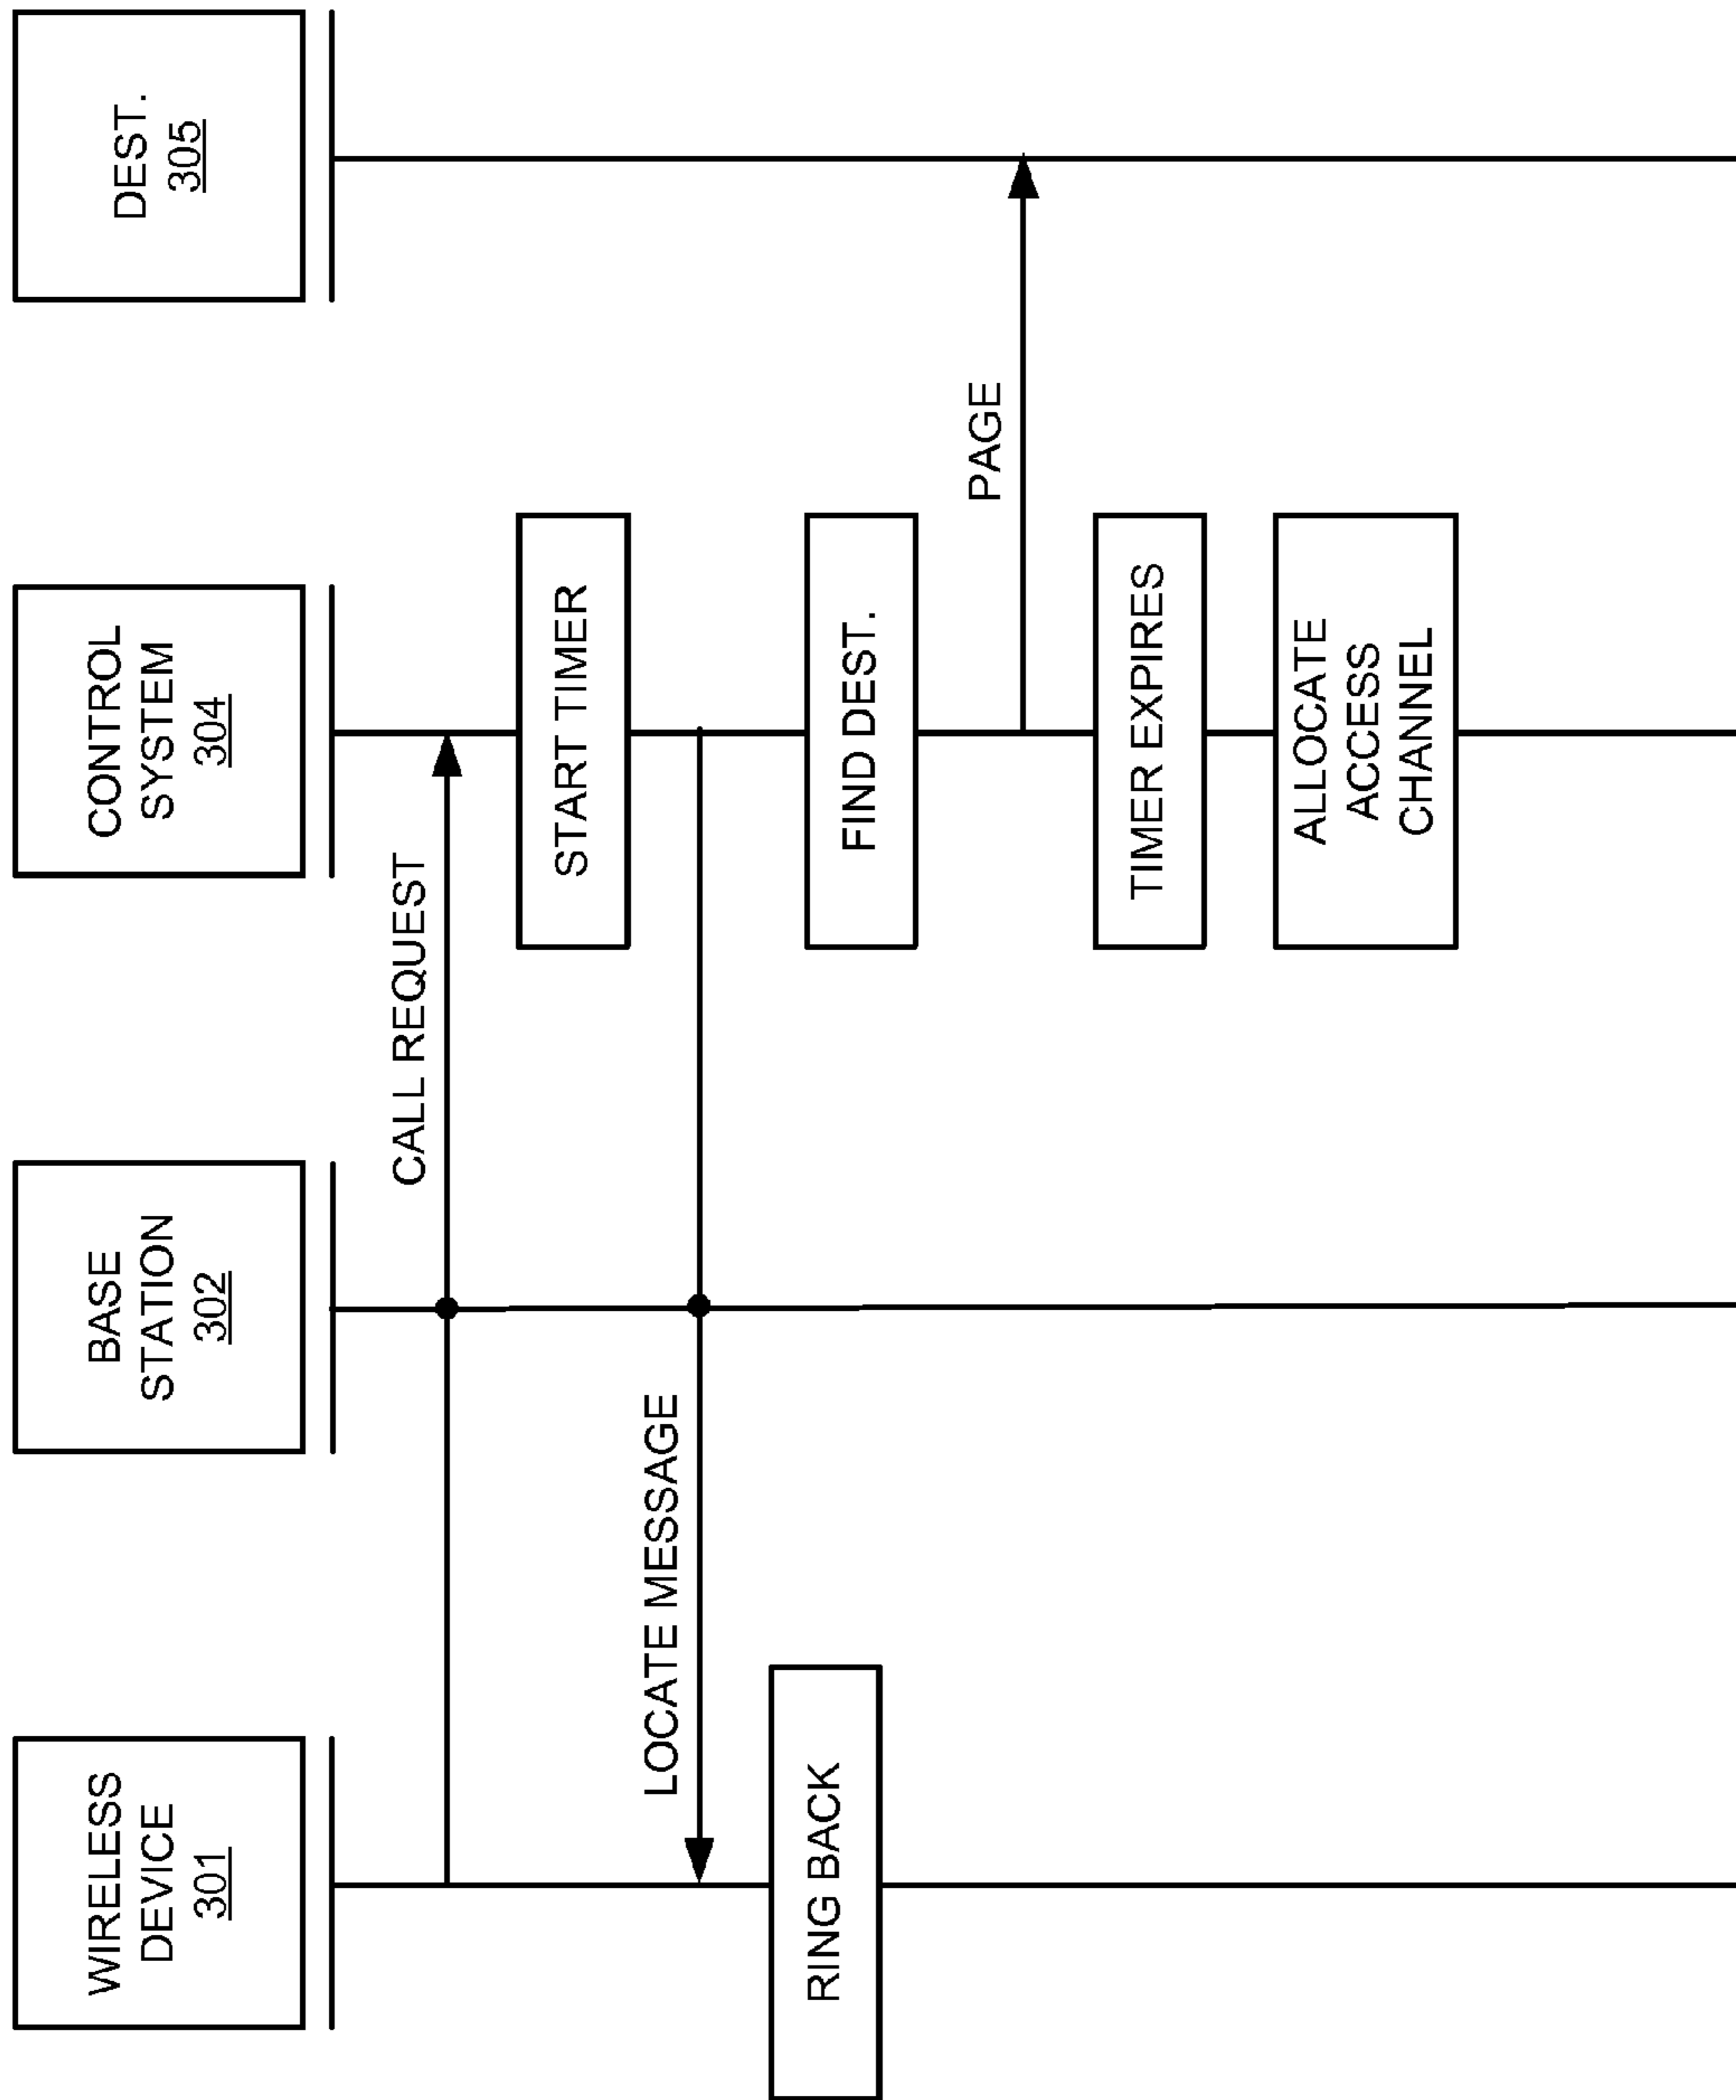 WIRELESS
DEVICE
301
BASE
STATION
302
CONTROL
SYSTEM
304
DEST.
305
CALL REQUEST
START TIMER
LOCATE MESSAGE
RING BACK
FIND DEST.
PAGE
TIMER EXPIRES
ALLOCATE
ACCESS
CHANNEL